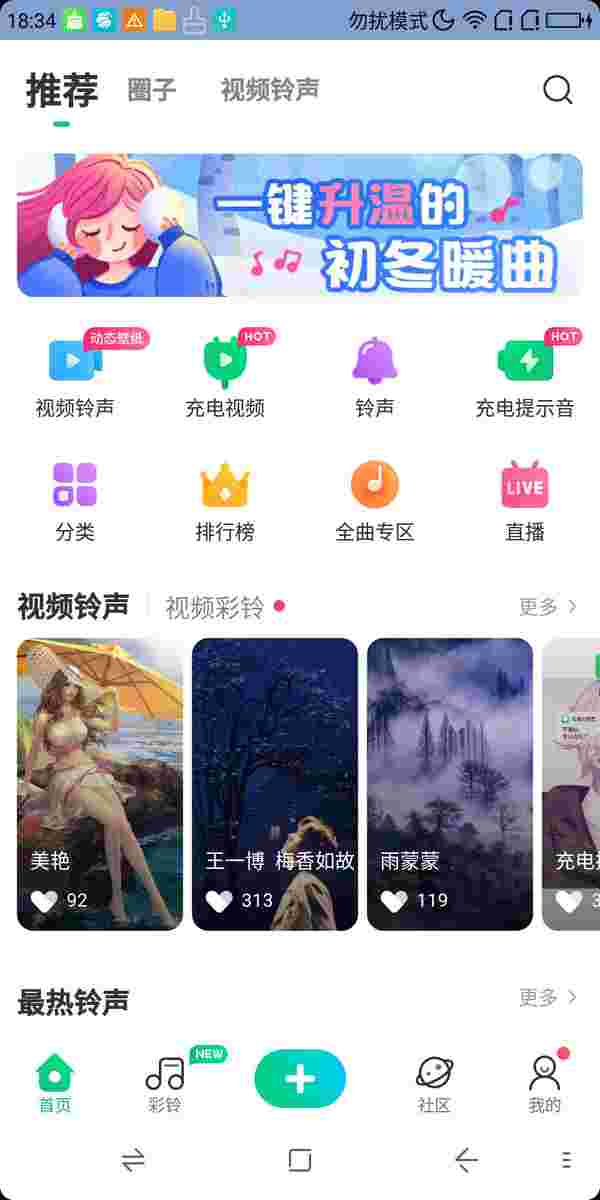 18:34 勿扰模式
推荐 圈子 视频铃声
一键升温的
初冬暖曲
动态壁纸 HOT HOT
视频铃声 充电视频 铃声 充电提示音
LIVE
分类 排行榜 全曲专区 直播
视频铃声 视频彩铃 更多
美艳 王一博 梅香如故 雨蒙蒙 充电
92 313 119 3
最热铃声 更多
NEW
首页 彩铃 社区 我的